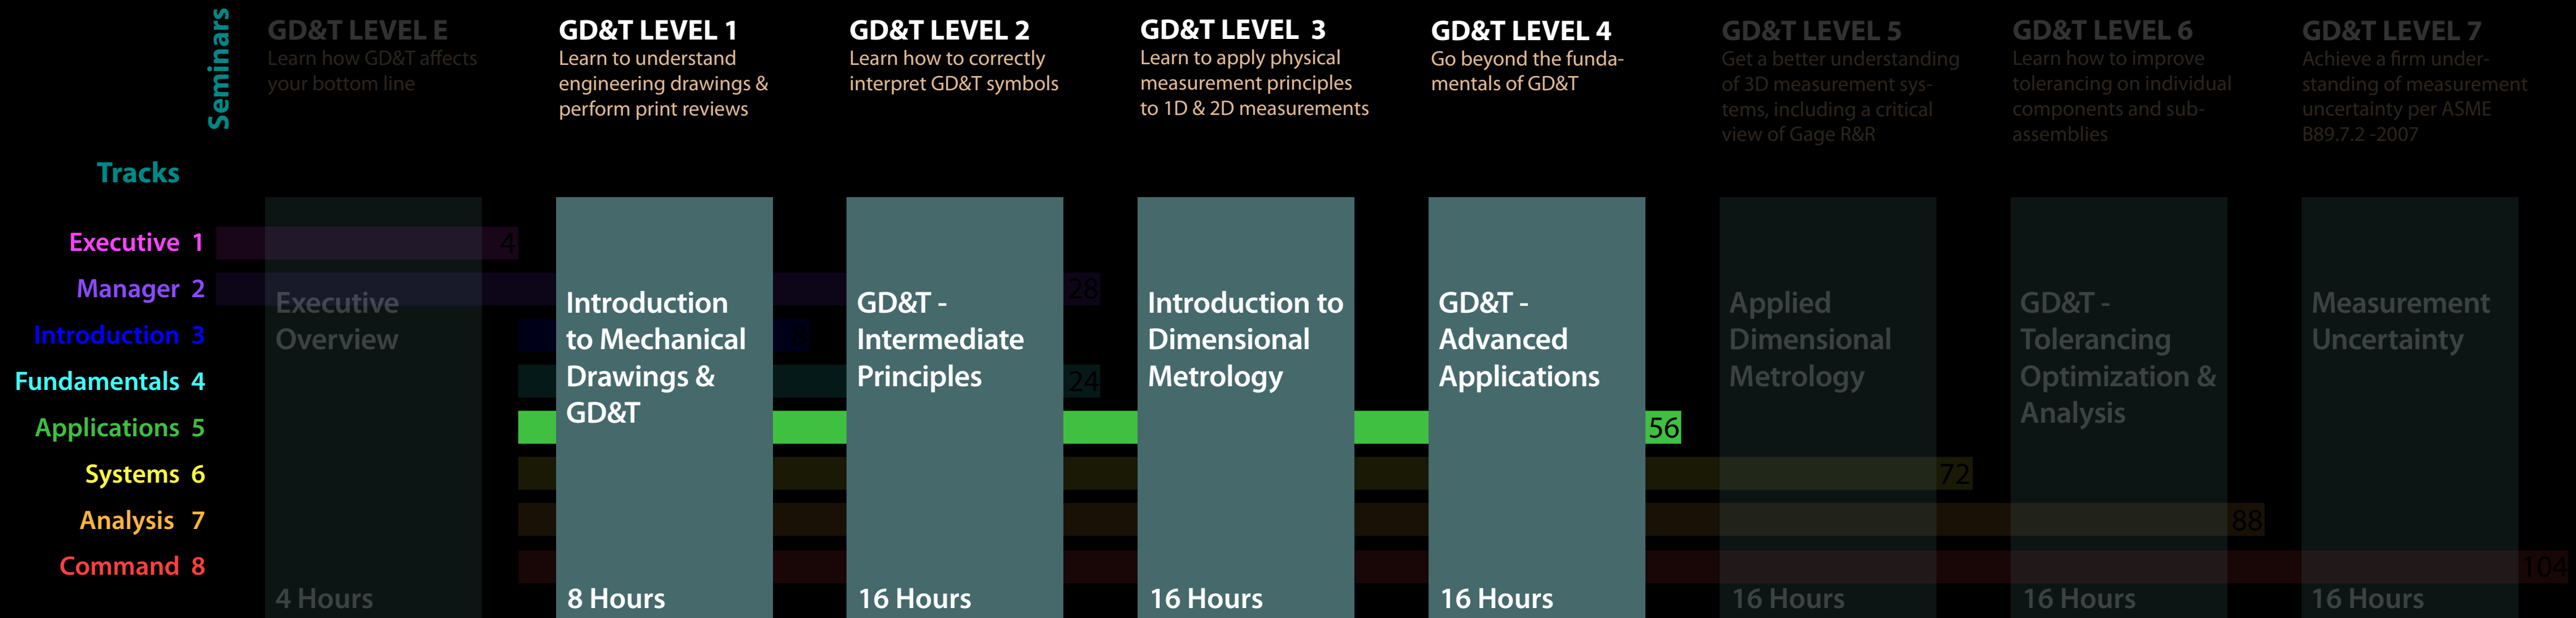 Seminars
GD&T LEVEL E
Learn how GD&T affects
your bottom line
GD&T LEVEL 1
Learn to understand
engineering drawings &
perform print reviews
GD&T LEVEL 2
Learn how to correctly
interpret GD&T symbols
GD&T LEVEL 3
Learn to apply physical
measurement principles
to 1D & 2D measurements
GD&T LEVEL 4
Go beyond the funda-
mentals of GD&T
GD&T LEVEL 5
Get a better understanding
of 3D measurement sys-
tems, including a critical
view of Gage R&R
GD&T LEVEL 6
Learn how to improve
tolerancing on individual
components and sub-
assemblies
GD&T LEVEL 7
Achieve a firm under-
standing of measurement
uncertainty per ASME
B89.7.2 -2007
Tracks
Executive 1
Manager 2
Introduction 3
Fundamentals 4
Applications 5
Systems 6
Analysis 7
Command 8
4
28
24
56
72
88
104
Executive
Overview
4 Hours
Introduction
to Mechanical
Drawings &
GD&T
8 Hours
GD&T -
Intermediate
Principles
16 Hours
Introduction to
Dimensional
Metrology
16 Hours
GD&T -
Advanced
Applications
16 Hours
Applied
Dimensional
Metrology
16 Hours
GD&T -
Tolerancing
Optimization &
Analysis
16 Hours
Measurement
Uncertainty
16 Hours